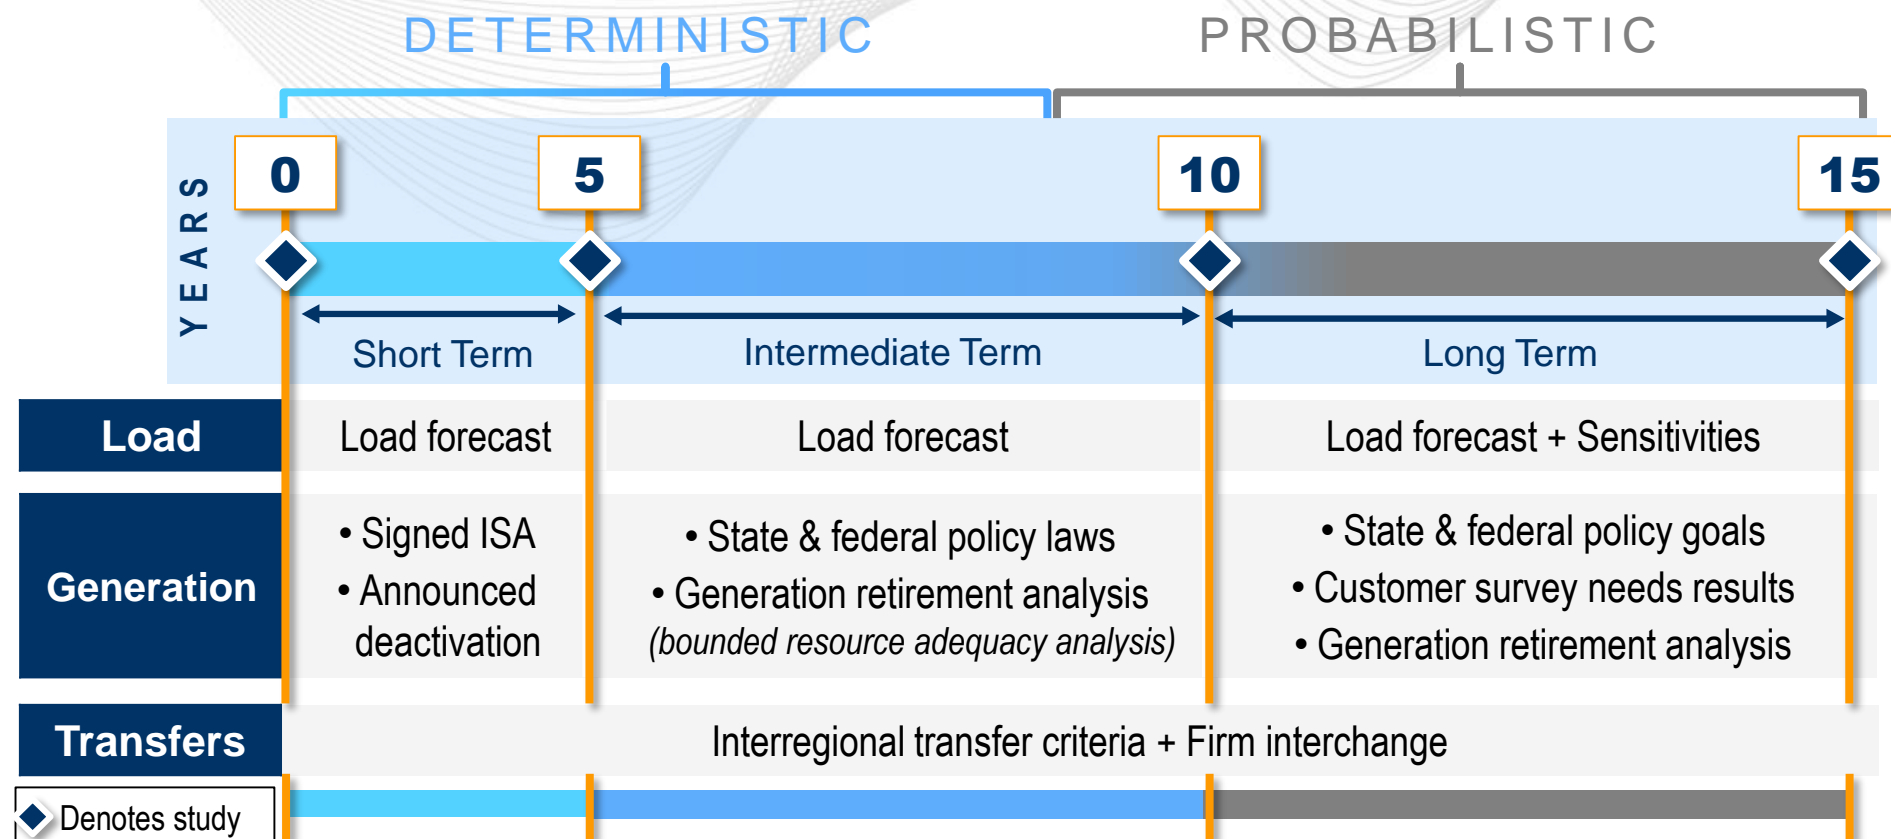 DETERMINISTIC
PROBABILISTIC
YEARS
0
5
10
15
Short Term
Intermediate Term
Long Term
Load
Load forecast
Load forecast
Load forecast + Sensitivities
Generation
• Signed ISA
• Announced
deactivation
• State & federal policy laws
• Generation retirement analysis
(bounded resource adequacy analysis)
• State & federal policy goals
• Customer survey needs results
• Generation retirement analysis
Transfers
Interregional transfer criteria + Firm interchange
Denotes study